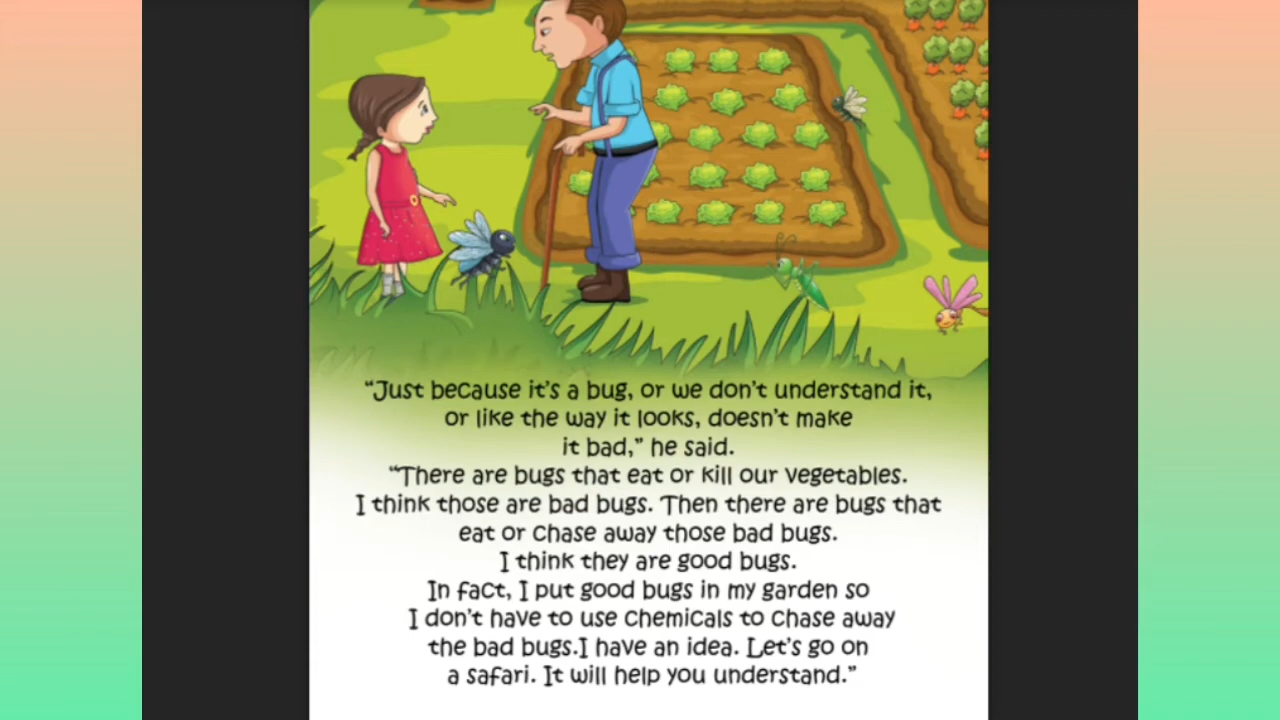 “Just because it’s a bug, or we don’t understand it,
or like the way it looks, doesn’t make
it bad,” he said.
“There are bugs that eat or kill our vegetables.
I think those are bad bugs. Then there are bugs that
eat or chase away those bad bugs.
I think they are good bugs.
In fact, I put good bugs in my garden so
I don’t have to use chemicals to chase away
the bad bugs.I have an idea. Let’s go on
a safari. It will help you understand.”